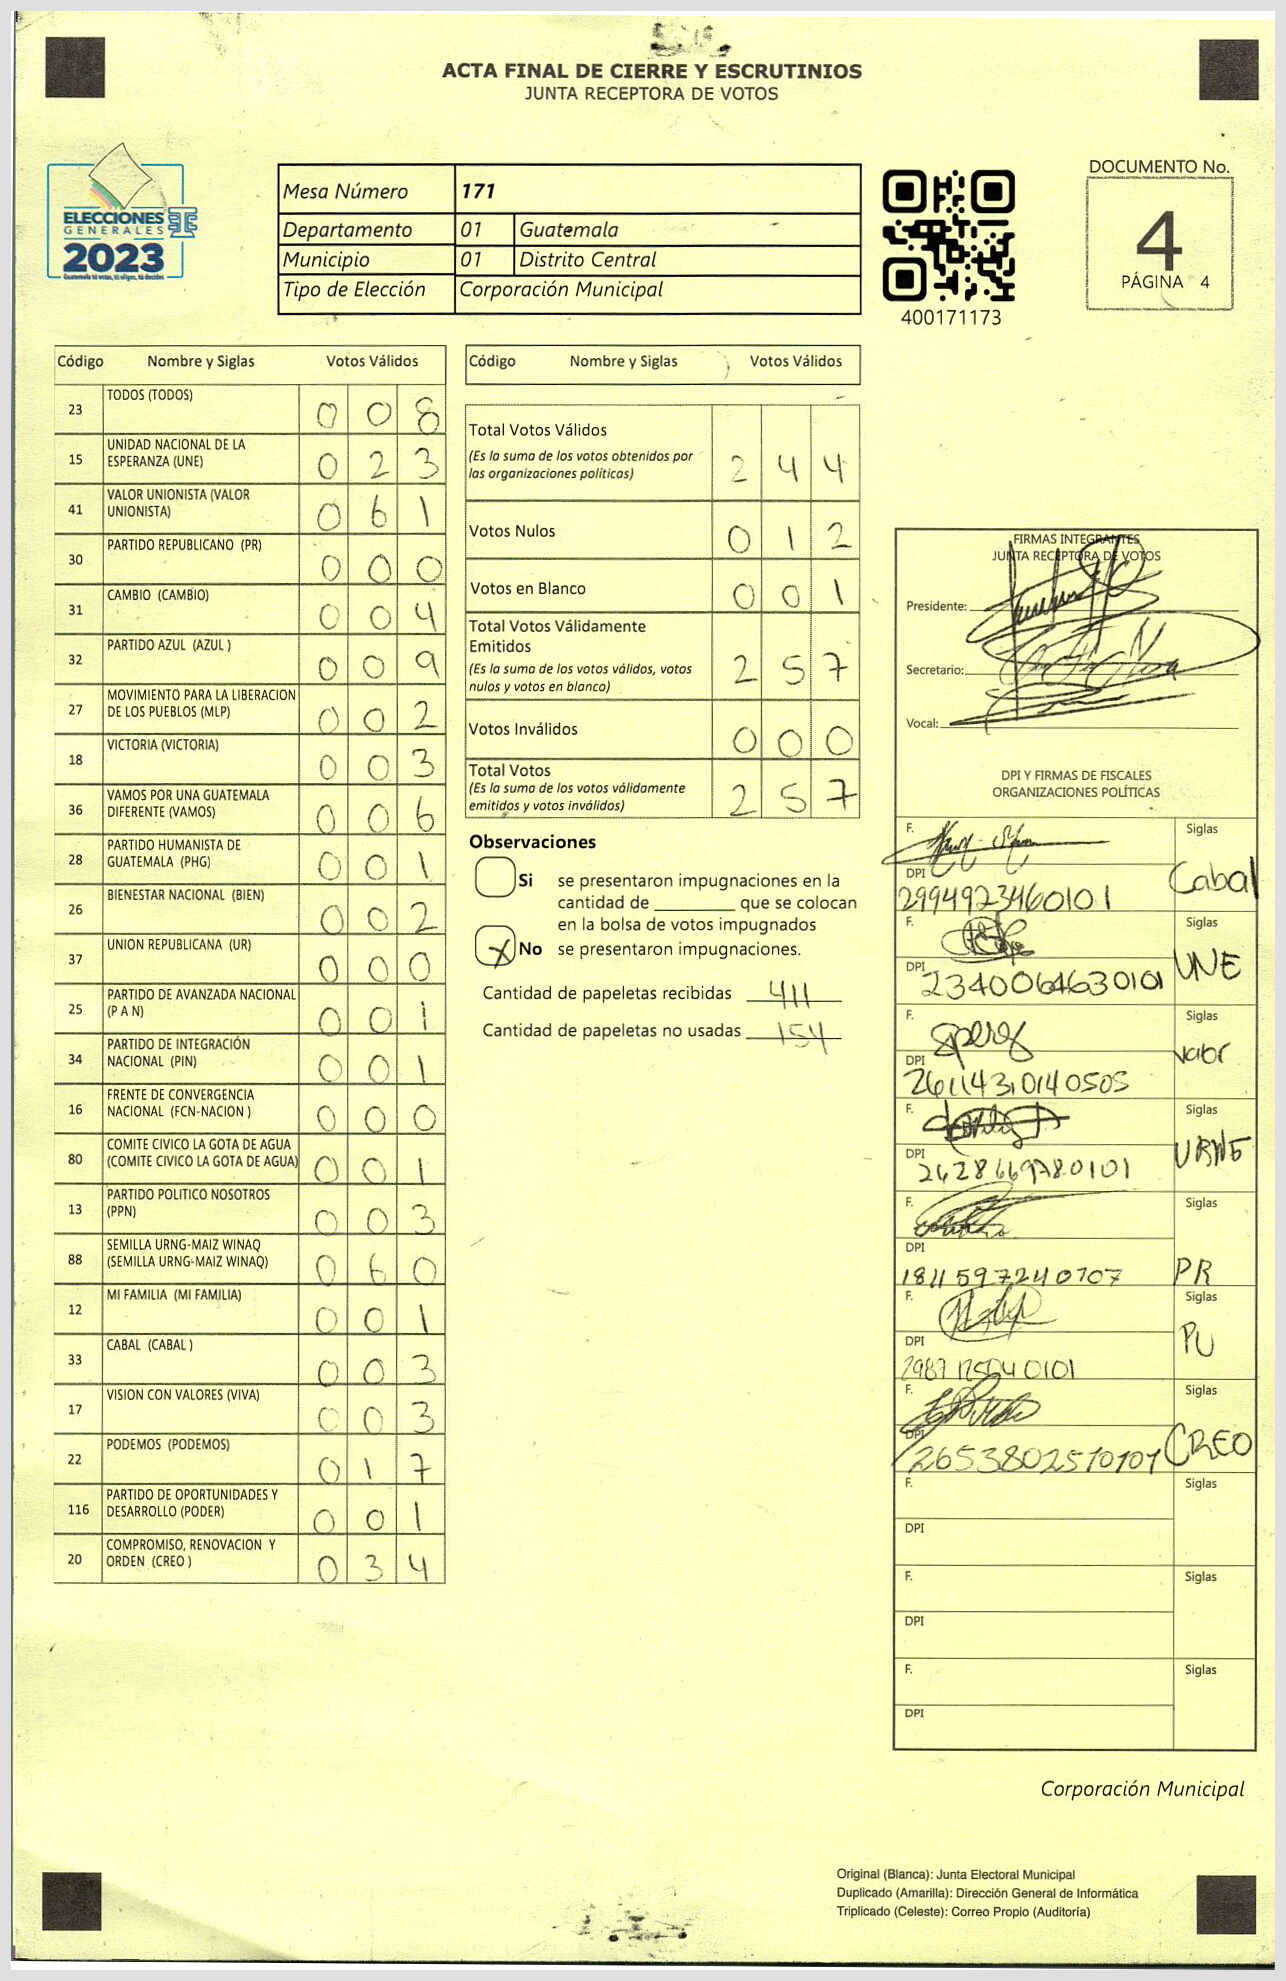 ACTA FINAL DE CIERRE Y ESCRUTINIOS
JUNTA RECEPTORA DE VOTOS
ELECCIONES
GENERALES
2023
Guatemala tú votas, tú eliges, tú decides
Mesa Número 171
Departamento 01 Guatemala
Municipio 01 Distrito Central
Tipo de Elección Corporación Municipal
400171173
DOCUMENTO No.
4
PÁGINA 4
Código Nombre y Siglas Votos Válidos
23 TODOS (TODOS) 0 0 8
15 UNIDAD NACIONAL DE LA
ESPERANZA (UNE) 0 2 3
41 VALOR UNIONISTA (VALOR
UNIONISTA) 0 6 1
30 PARTIDO REPUBLICANO (PR) 0 0 0
31 CAMBIO (CAMBIO) 0 0 4
32 PARTIDO AZUL (AZUL ) 0 0 9
27 MOVIMIENTO PARA LA LIBERACION
DE LOS PUEBLOS (MLP) 0 0 2
18 VICTORIA (VICTORIA) 0 0 3
36 VAMOS POR UNA GUATEMALA
DIFERENTE (VAMOS) 0 0 6
28 PARTIDO HUMANISTA DE
GUATEMALA (PHG) 0 0 1
26 BIENESTAR NACIONAL (BIEN) 0 0 2
37 UNION REPUBLICANA (UR) 0 0 0
25 PARTIDO DE AVANZADA NACIONAL
(P A N) 0 0 1
34 PARTIDO DE INTEGRACIÓN
NACIONAL (PIN) 0 0 1
16 FRENTE DE CONVERGENCIA
NACIONAL (FCN-NACION ) 0 0 0
80 COMITE CIVICO LA GOTA DE AGUA
(COMITE CIVICO LA GOTA DE AGUA) 0 0 1
13 PARTIDO POLITICO NOSOTROS
(PPN) 0 0 3
88 SEMILLA URNG-MAIZ WINAQ
(SEMILLA URNG-MAIZ WINAQ) 0 6 0
12 MI FAMILIA (MI FAMILIA) 0 0 1
33 CABAL (CABAL ) 0 0 3
17 VISION CON VALORES (VIVA) 0 0 3
22 PODEMOS (PODEMOS) 0 1 7
116 PARTIDO DE OPORTUNIDADES Y
DESARROLLO (PODER) 0 0 1
20 COMPROMISO, RENOVACION Y
ORDEN (CREO ) 0 3 4
Código Nombre y Siglas Votos Válidos
Total Votos Válidos
(Es la suma de los votos obtenidos por
las organizaciones políticas) 2 4 4
Votos Nulos 0 1 2
Votos en Blanco 0 0 1
Total Votos Válidamente
Emitidos
(Es la suma de los votos válidos, votos
nulos y votos en blanco) 2 5 7
Votos Inválidos 0 0 0
Total Votos
(Es la suma de los votos válidamente
emitidos y votos inválidos) 2 5 7
Observaciones
Si se presentaron impugnaciones en la
cantidad de _________ que se colocan
en la bolsa de votos impugnados
X No se presentaron impugnaciones.
Cantidad de papeletas recibidas 411
Cantidad de papeletas no usadas 154
FIRMAS INTEGRANTES
JUNTA RECEPTORA DE VOTOS
Presidente:
Secretario:
Vocal:
DPI Y FIRMAS DE FISCALES
ORGANIZACIONES POLÍTICAS
F. Siglas
DPI Cabal
2994923460101
F. Siglas
DPI UNE
2340064630101
F. Siglas
DPI Valor
26114310140505
F. Siglas
DPI URNG
2628669780101
F. Siglas
DPI
1811597240707 PR
F. Siglas
DPI PU
F. Siglas
DPI CREO
F. Siglas
DPI
F. Siglas
DPI
F. Siglas
DPI
Corporación Municipal
Original (Blanca): Junta Electoral Municipal
Duplicado (Amarilla): Dirección General de Informática
Triplicado (Celeste): Correo Propio (Auditoría)